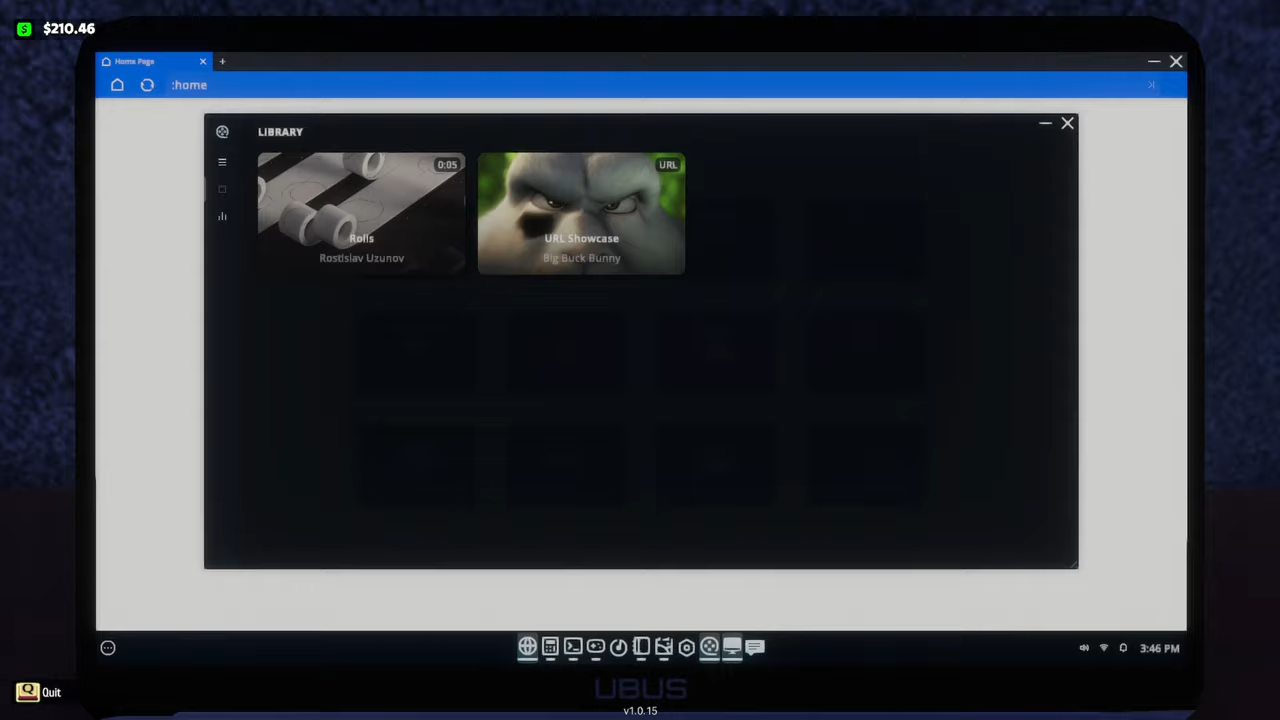 $ $210.46
Home Page
:home
LIBRARY
0:05
Rolls
Rostislav Uzunov
URL
URL Showcase
Big Buck Bunny
3:46 PM
Q Quit
UBUS
v1.0.15